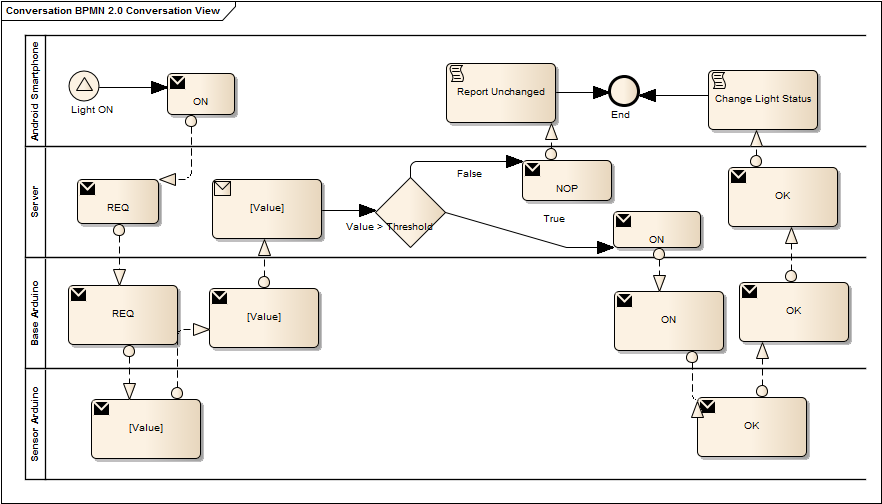 Conversation BPMN 2.0 Conversation View
Android Smartphone
Light ON
ON
Report Unchanged
End
Change Light Status
Server
REQ
[Value]
Value > Threshold
False
True
NOP
ON
OK
Base Arduino
REQ
[Value]
ON
OK
Sensor Arduino
[Value]
OK